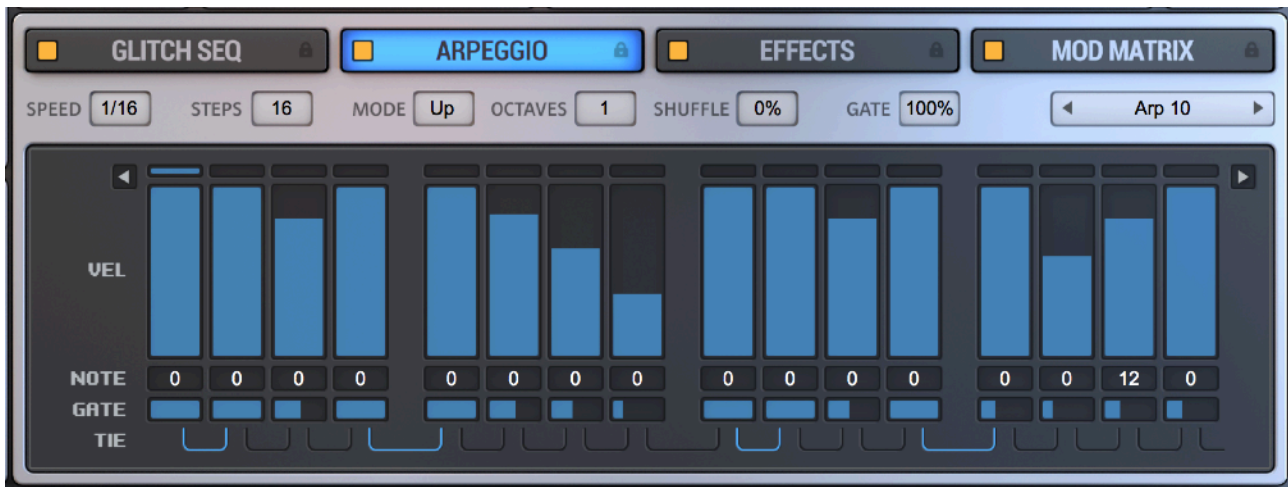 GLITCH SEQ ARPEGGIO EFFECTS MOD MATRIX
SPEED 1/16 STEPS 16 MODE Up OCTAVES 1 SHUFFLE 0% GATE 100% Arp 10
VEL
NOTE 0 0 0 0 0 0 0 0 0 0 0 0 0 0 12 0
GATE
TIE